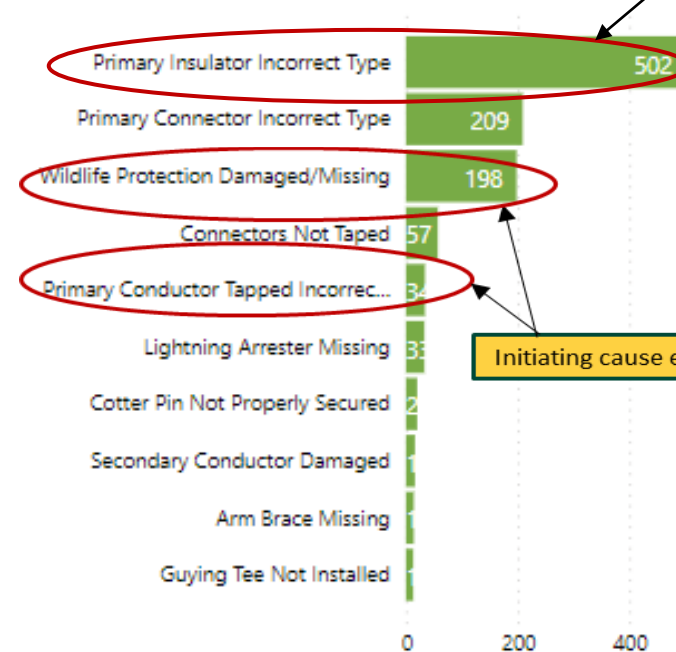 Primary Insulator Incorrect Type 502
Primary Connector Incorrect Type 209
Wildlife Protection Damaged/Missing 198
Connectors Not Taped 57
Primary Conductor Tapped Incorrec... 34
Lightning Arrester Missing 33
Cotter Pin Not Properly Secured
Secondary Conductor Damaged
Arm Brace Missing
Guying Tee Not Installed
Initiating cause
0 200 400